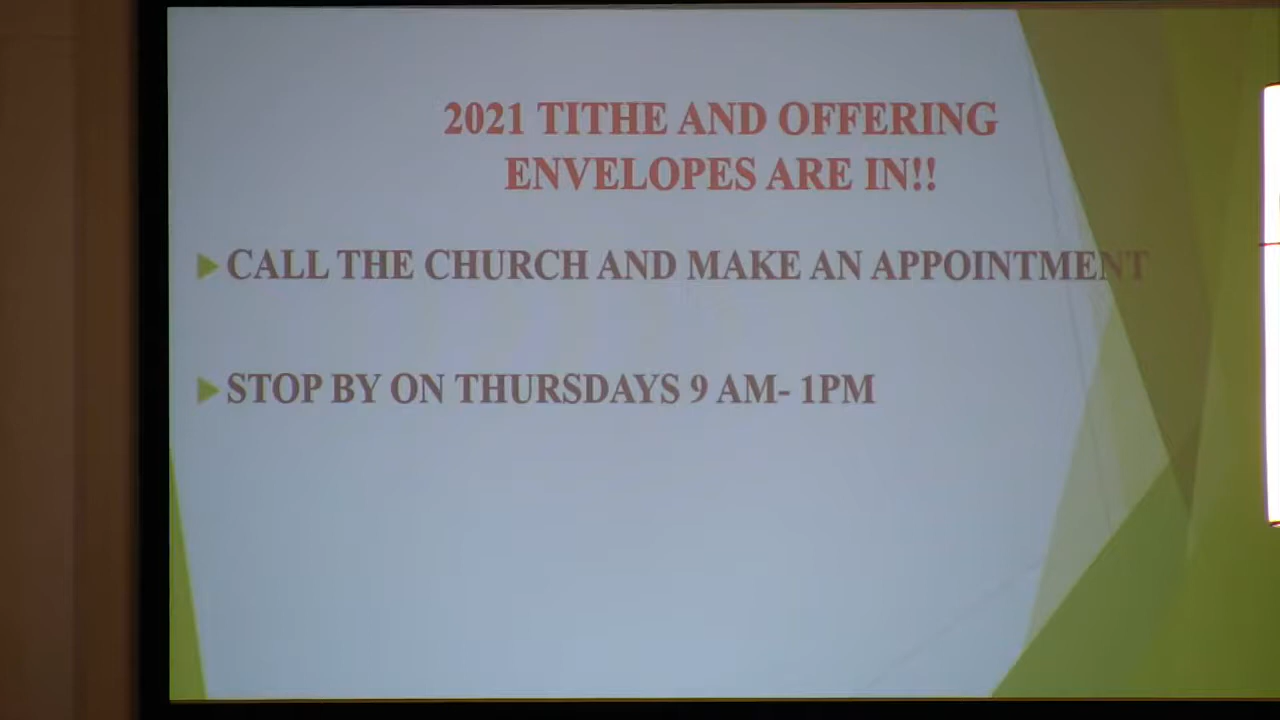 2021 TITHE AND OFFERING
ENVELOPES ARE IN!!
CALL THE CHURCH AND MAKE AN APPOINTMENT
STOP BY ON THURSDAYS 9 AM- 1PM